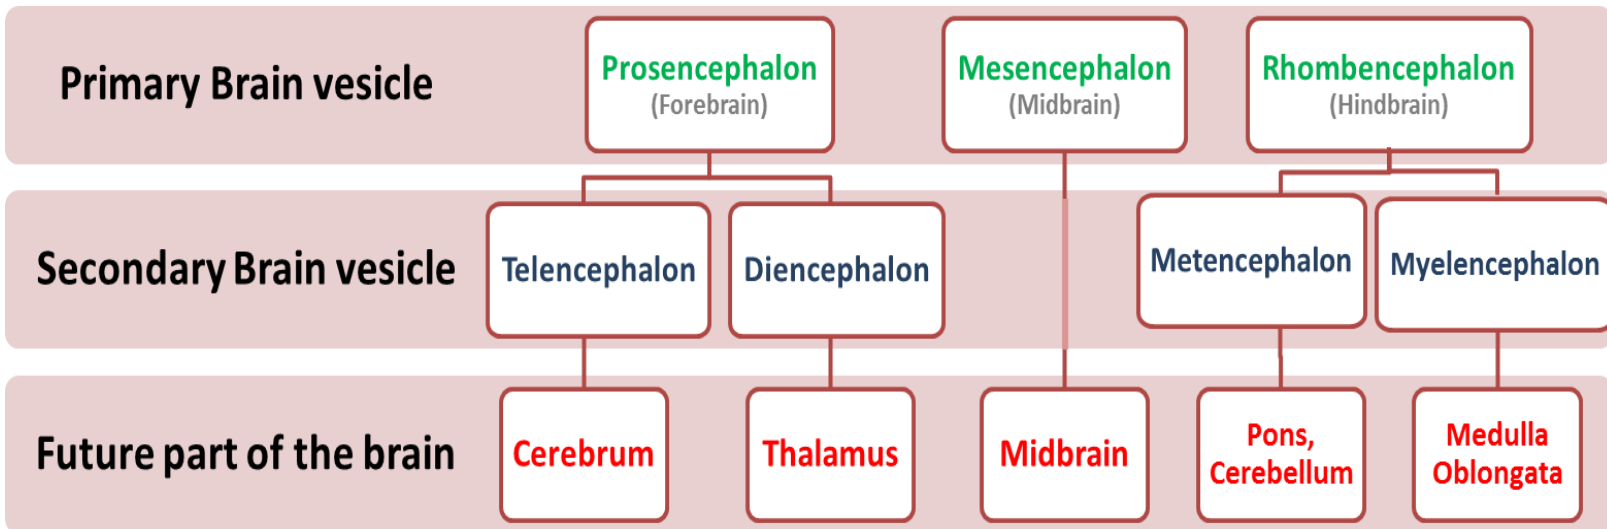 Primary Brain vesicle
Prosencephalon
(Forebrain)
Mesencephalon
(Midbrain)
Rhombencephalon
(Hindbrain)
Secondary Brain vesicle
Telencephalon
Diencephalon
Metencephalon
Myelencephalon
Future part of the brain
Cerebrum
Thalamus
Midbrain
Pons,
Cerebellum
Medulla
Oblongata